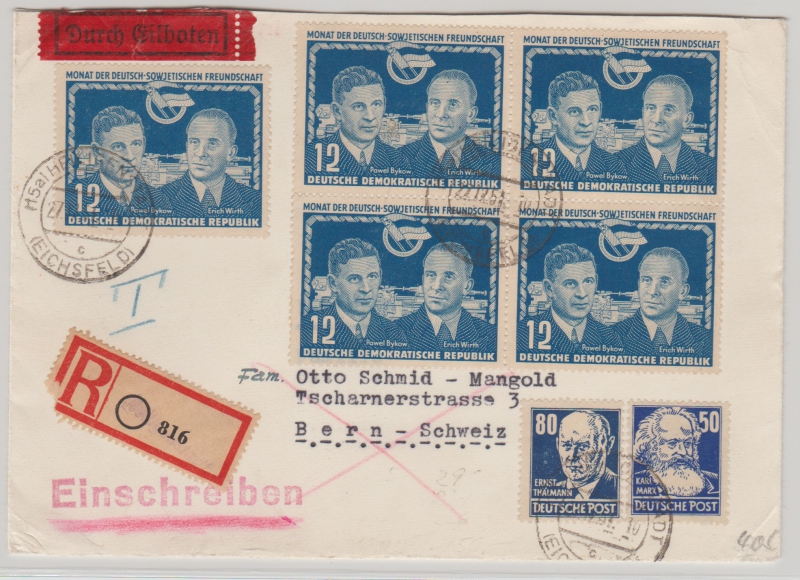 Durch Eilboten
MONAT DER DEUTSCH-SOWJETISCHEN FREUNDSCHAFT
12
Pawel Bykow
Erich Wirth
DEUTSCHE DEMOKRATISCHE REPUBLIK
MONAT DER DEUTSCH-SOWJETISCHEN FREUNDSCHAFT
12
Pawel Bykow
Erich Wirth
DEUTSCHE DEMOKRATISCHE REPUBLIK
MONAT DER DEUTSCH-SOWJETISCHEN FREUNDSCHAFT
12
Pawel Bykow
Erich Wirth
DEUTSCHE DEMOKRATISCHE REPUBLIK
MONAT DER DEUTSCH-SOWJETISCHEN FREUNDSCHAFT
12
Pawel Bykow
Erich Wirth
DEUTSCHE DEMOKRATISCHE REPUBLIK
MONAT DER DEUTSCH-SOWJETISCHEN FREUNDSCHAFT
12
Pawel Bykow
Erich Wirth
DEUTSCHE DEMOKRATISCHE REPUBLIK
(15a)
c
(EICHSFELD)
T
R
816
Fam. Otto Schmid - Mangold
Tscharnerstrasse 3
Bern - Schweiz
Einschreiben
80
ERNST THÄLMANN
DEUTSCHE POST
50
KARL MARX
DEUTSCHE POST